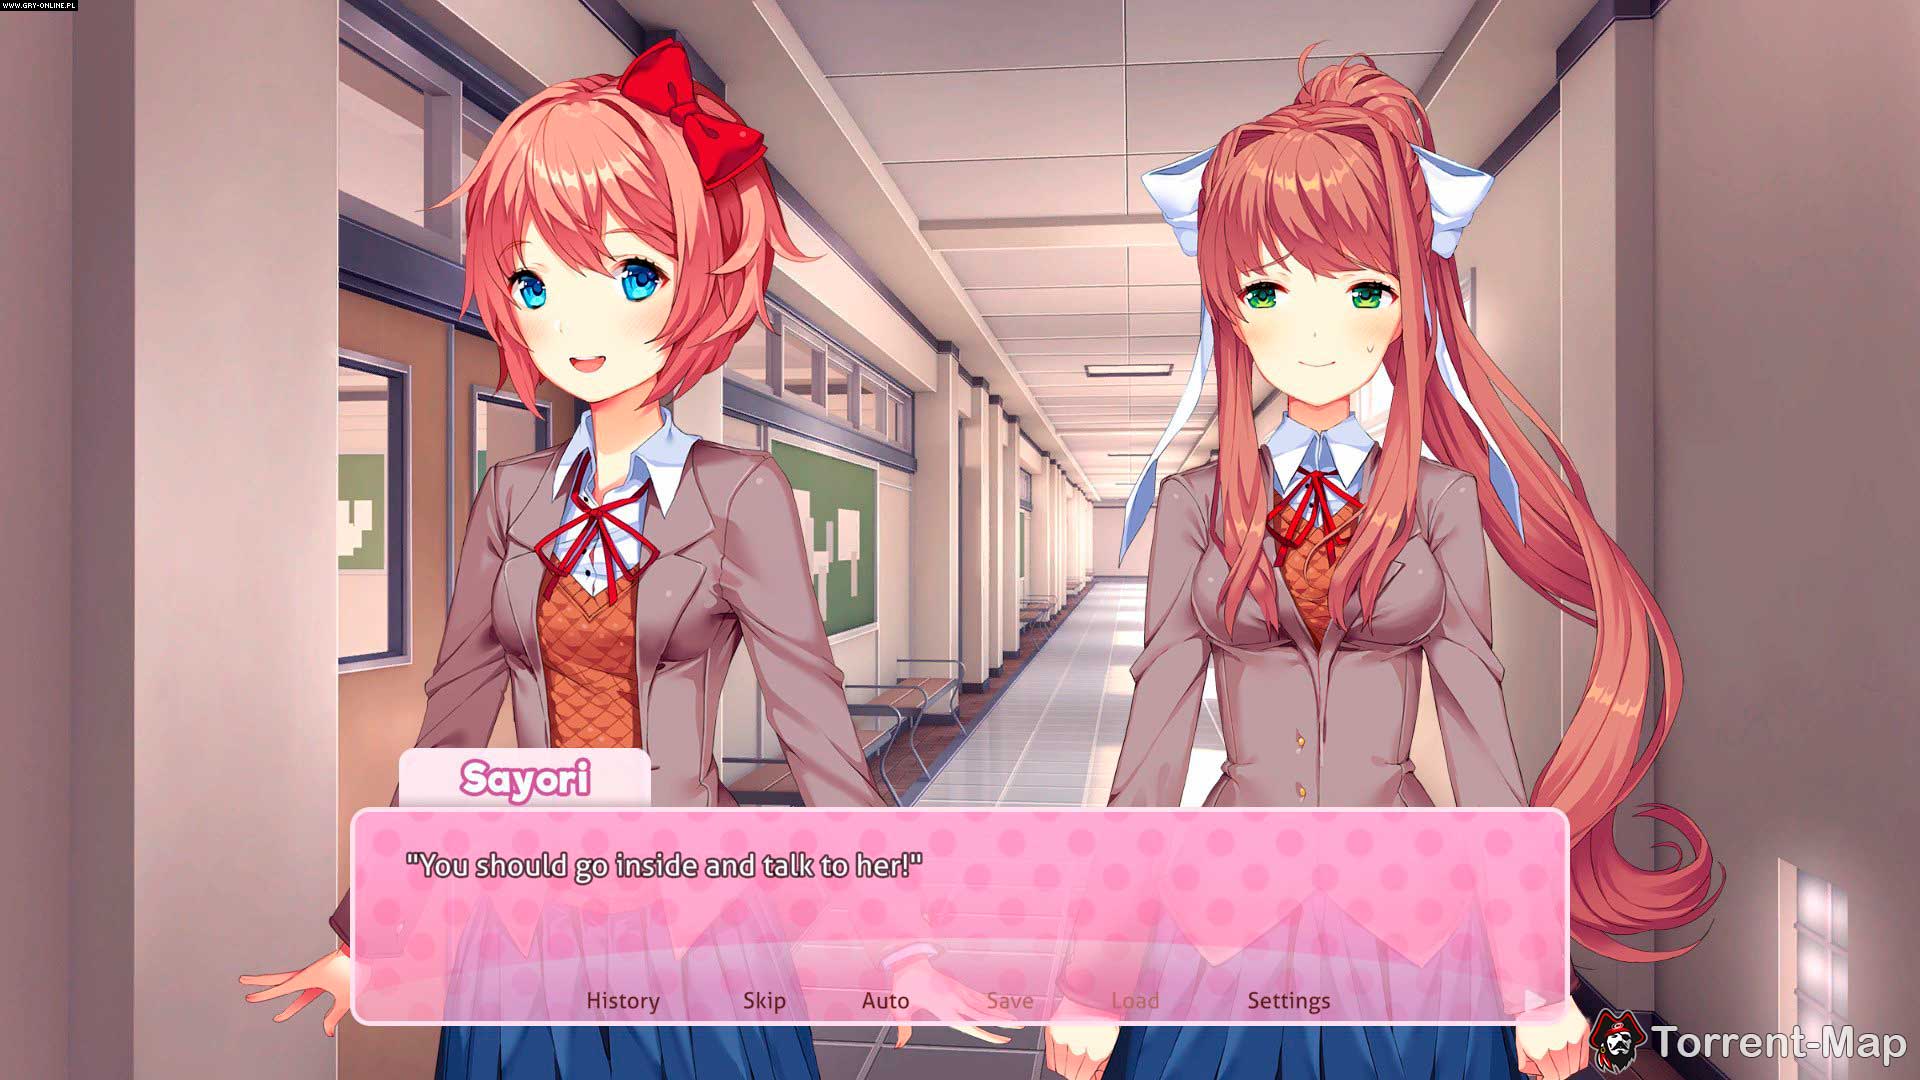 WWW.GRY-ONLINE.PL
Sayori
"You should go inside and talk to her!"
History Skip Auto Save Load Settings
Torrent-Map